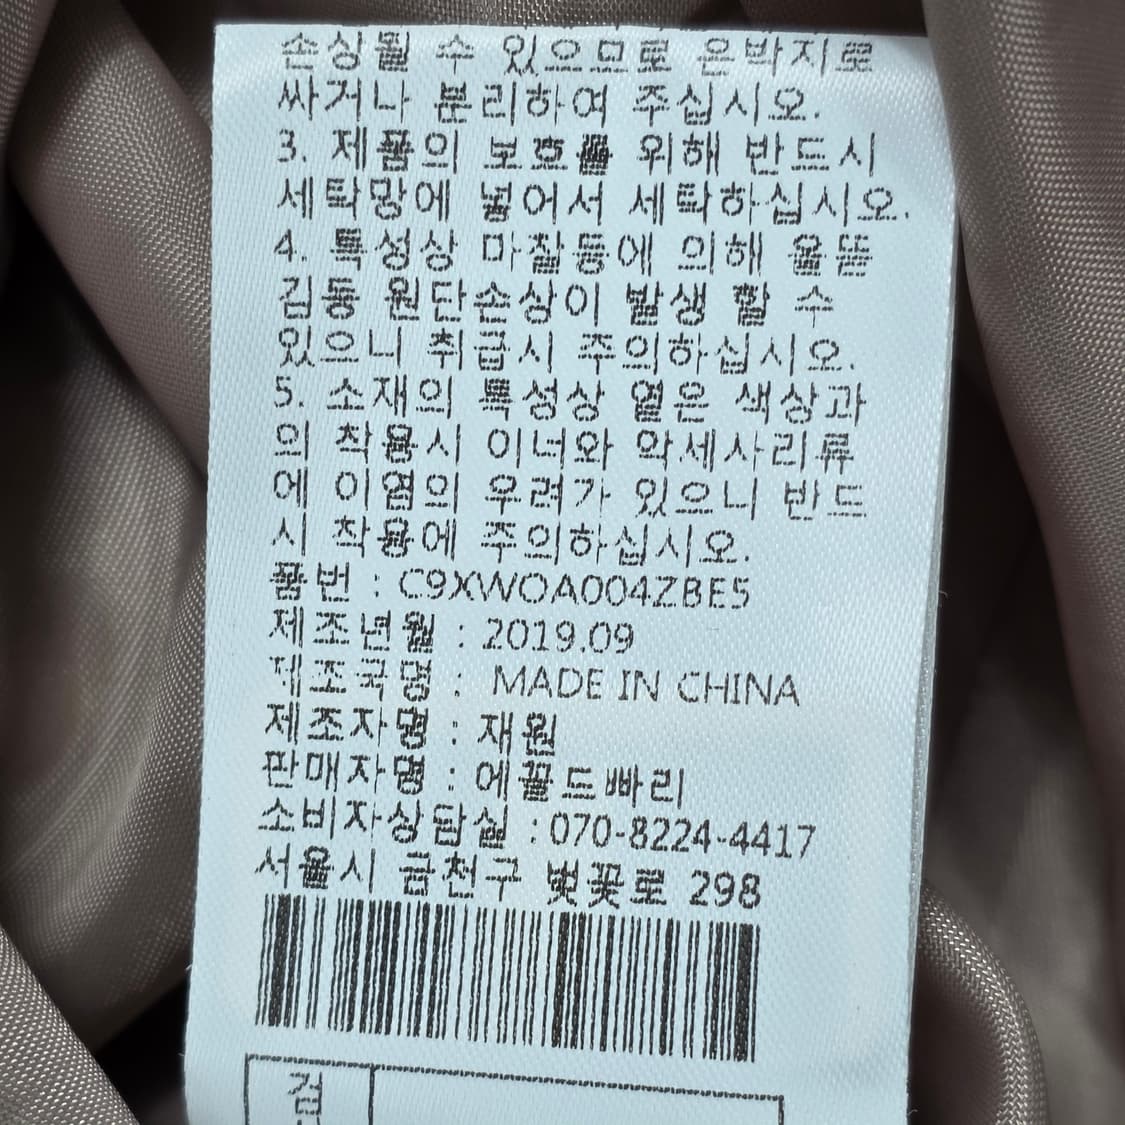 손상될 수 있으므로 은박지로
싸거나 분리하여 주십시오.
3. 제품의 보호를 위해 반드시
세탁망에 넣어서 세탁하십시오.
4. 특성상 마찰등에 의해 올뜯
김등 원단손상이 발생 할 수
있으니 취급시 주의하십시오.
5. 소재의 특성상 옅은 색상과
의 착용시 이너와 악세사리류
에 이염의 우려가 있으니 반드
시 착용에 주의하십시오.
품번 : C9XWOA004ZBE5
제조년월 : 2019.09
제조국명 : MADE IN CHINA
제조자명 : 재원
판매자명 : 에꼴드빠리
소비자상담실 :070-8224-4417
서울시 금천구 벚꽃로 298
검